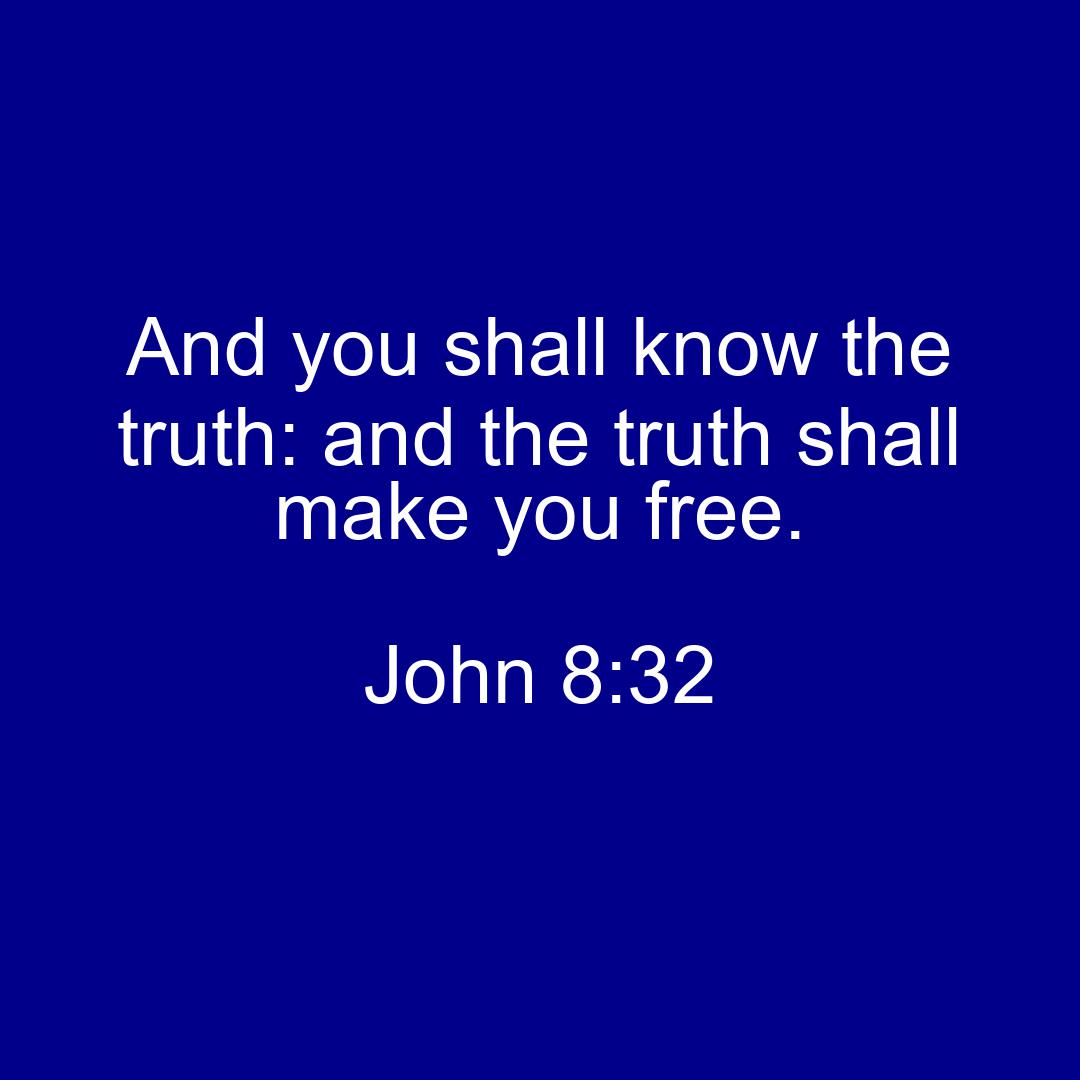 And you shall know the
truth: and the truth shall
make you free.
John 8:32